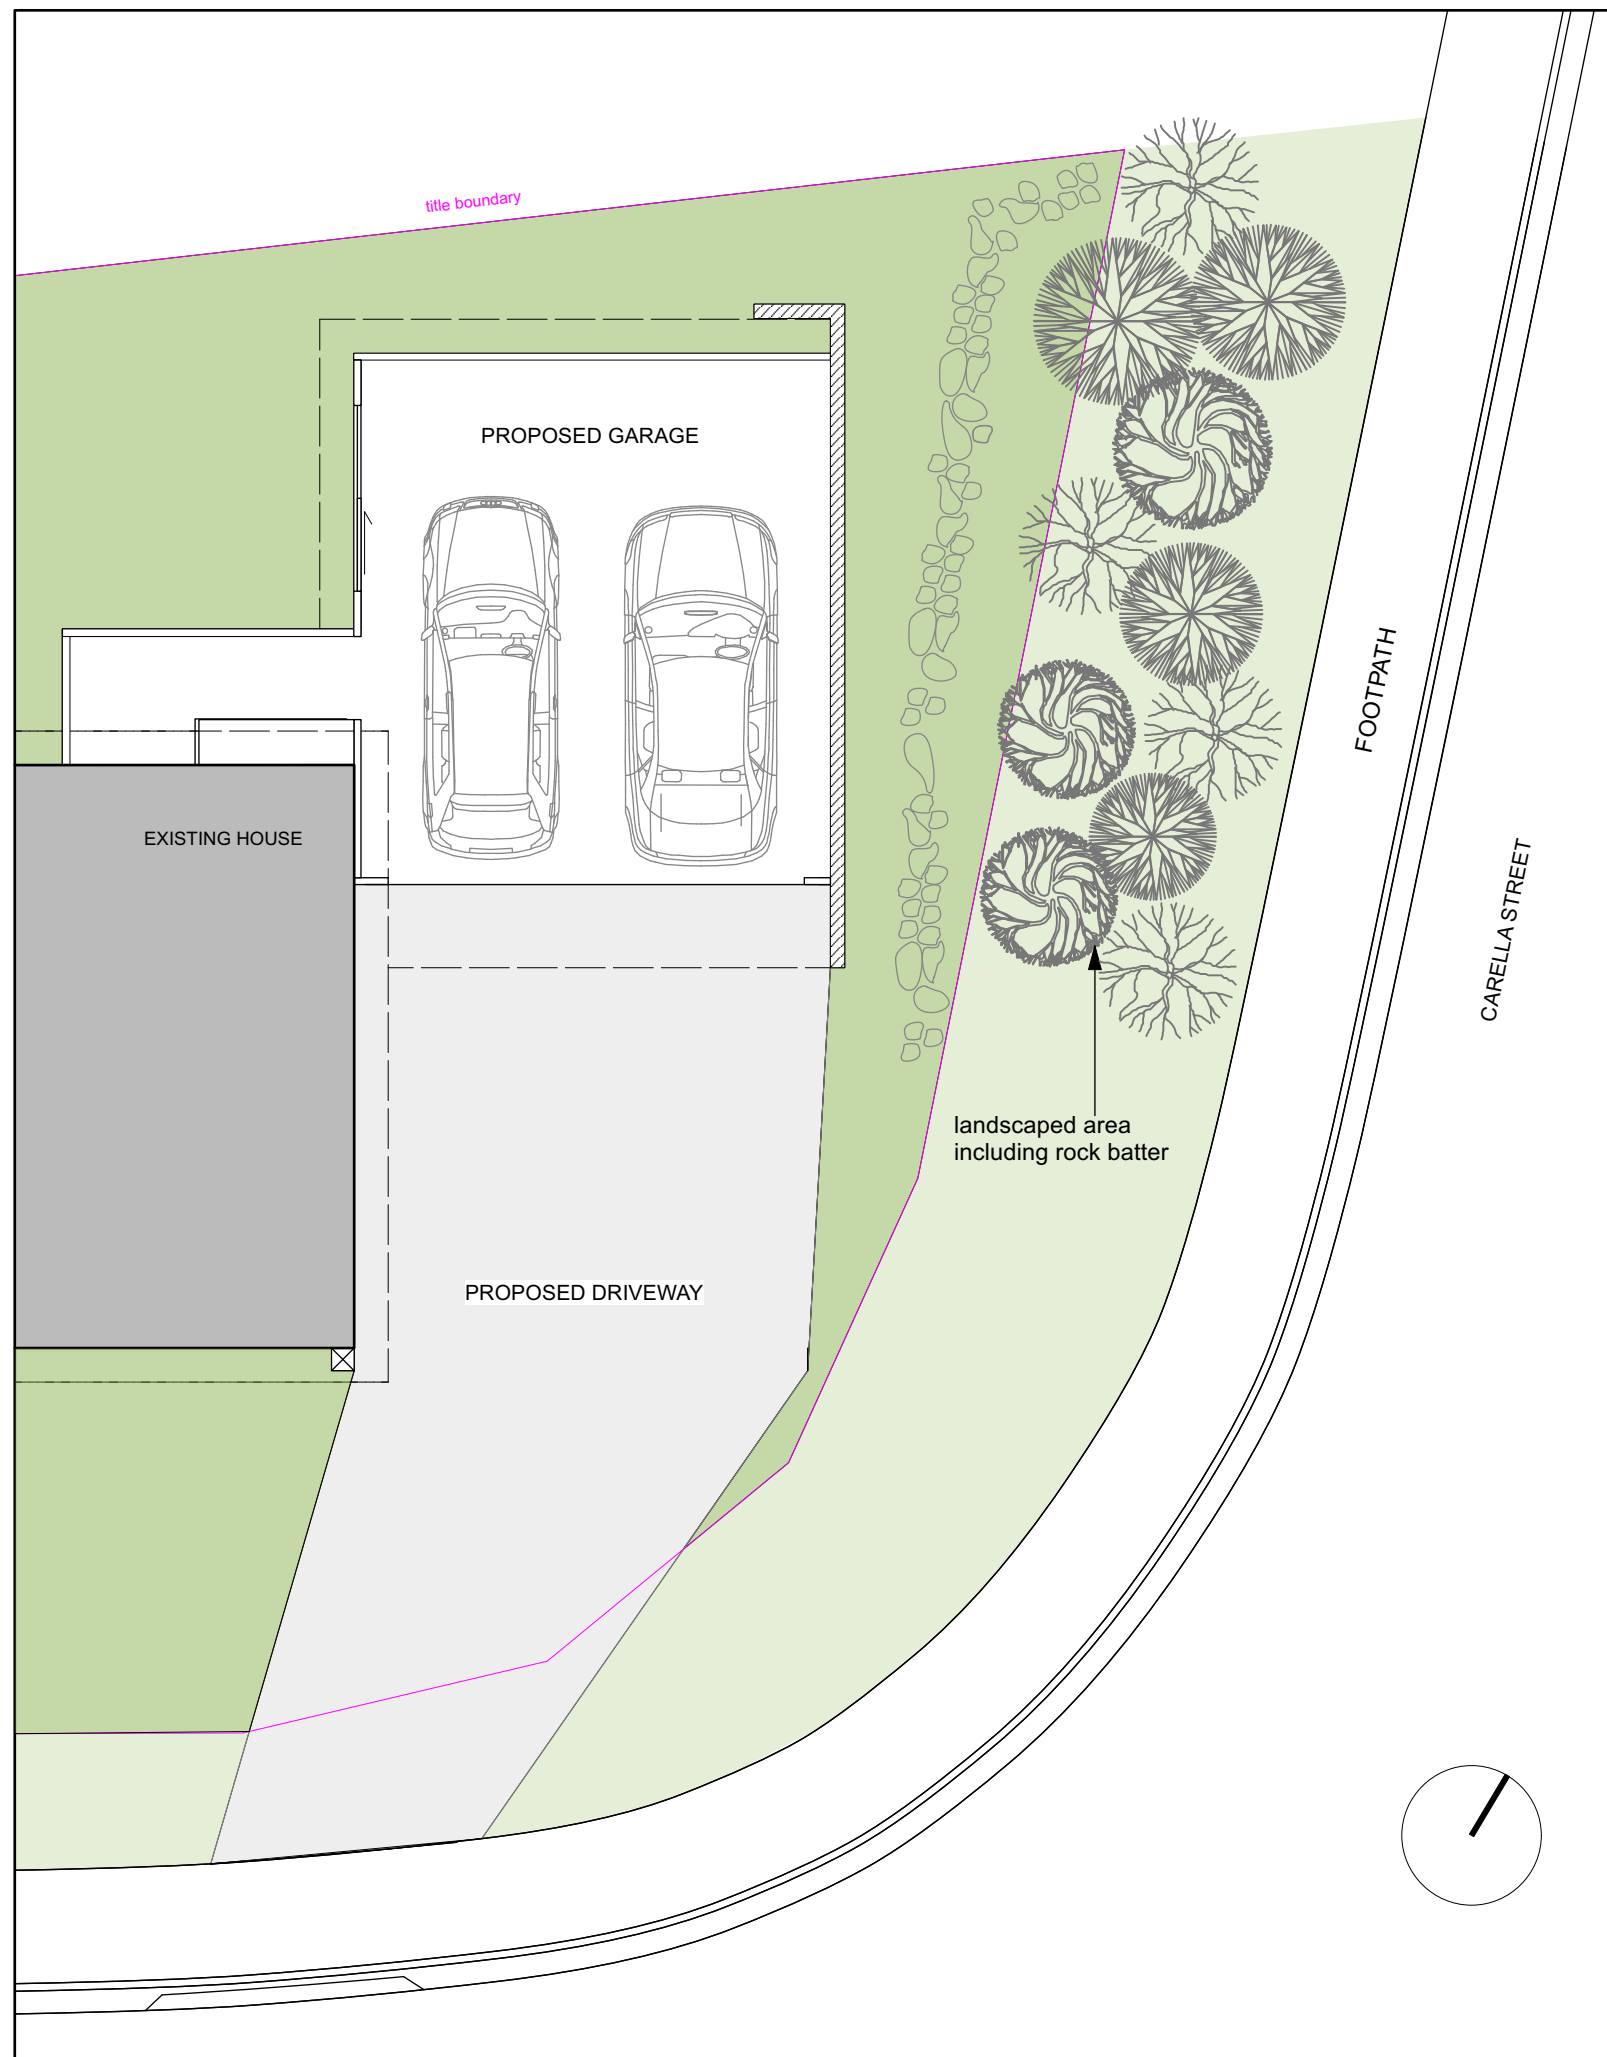 title boundary
PROPOSED GARAGE
FOOTPATH
EXISTING HOUSE
CARELLA STREET
landscaped area
including rock batter
PROPOSED DRIVEWAY